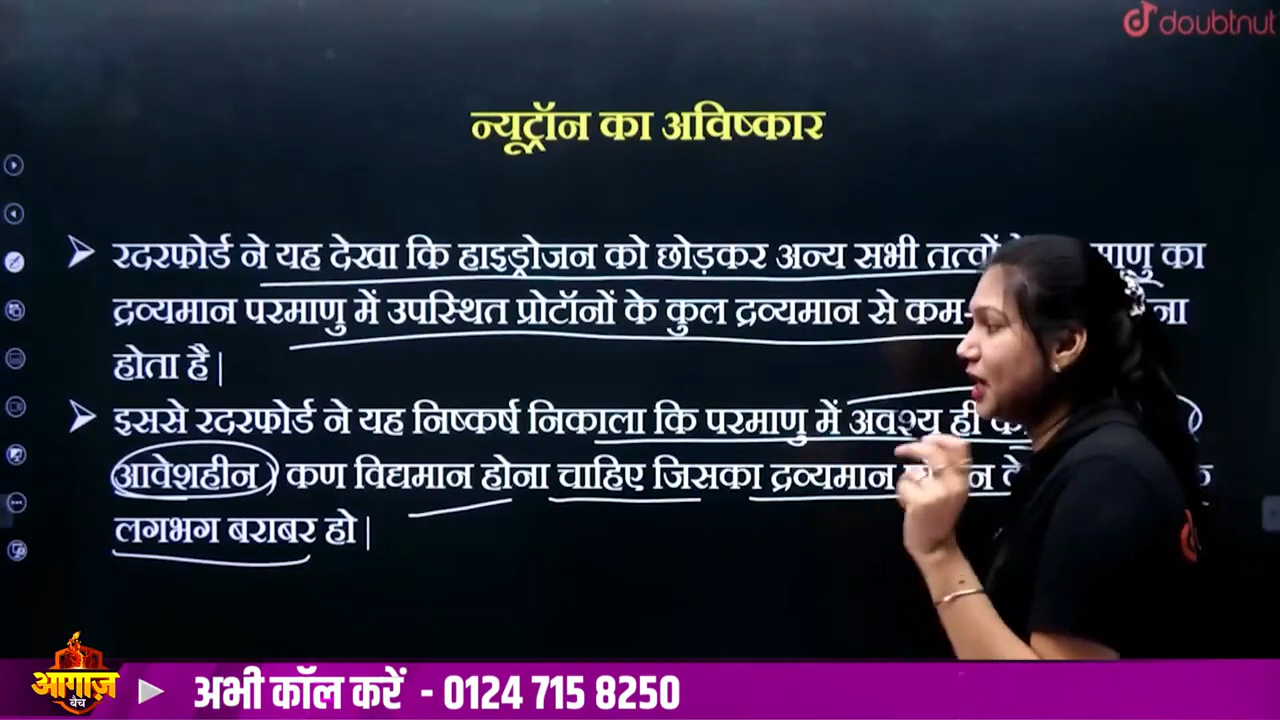 doubtnut
न्यूट्रॉन का अविष्कार
रदरफोर्ड ने यह देखा कि हाइड्रोजन को छोड़कर अन्य सभी तत्वों का
द्रव्यमान परमाणु में उपस्थित प्रोटॉनों के कुल द्रव्यमान से कम-
होता है |
इससे रदरफोर्ड ने यह निष्कर्ष निकाला कि परमाणु में अवश्य ही
आवेशहीन ) कण विद्यमान होना चाहिए जिसका द्रव्यमान
लगभग बराबर हो |
आगाज़
बैच
अभी कॉल करें - 0124 715 8250